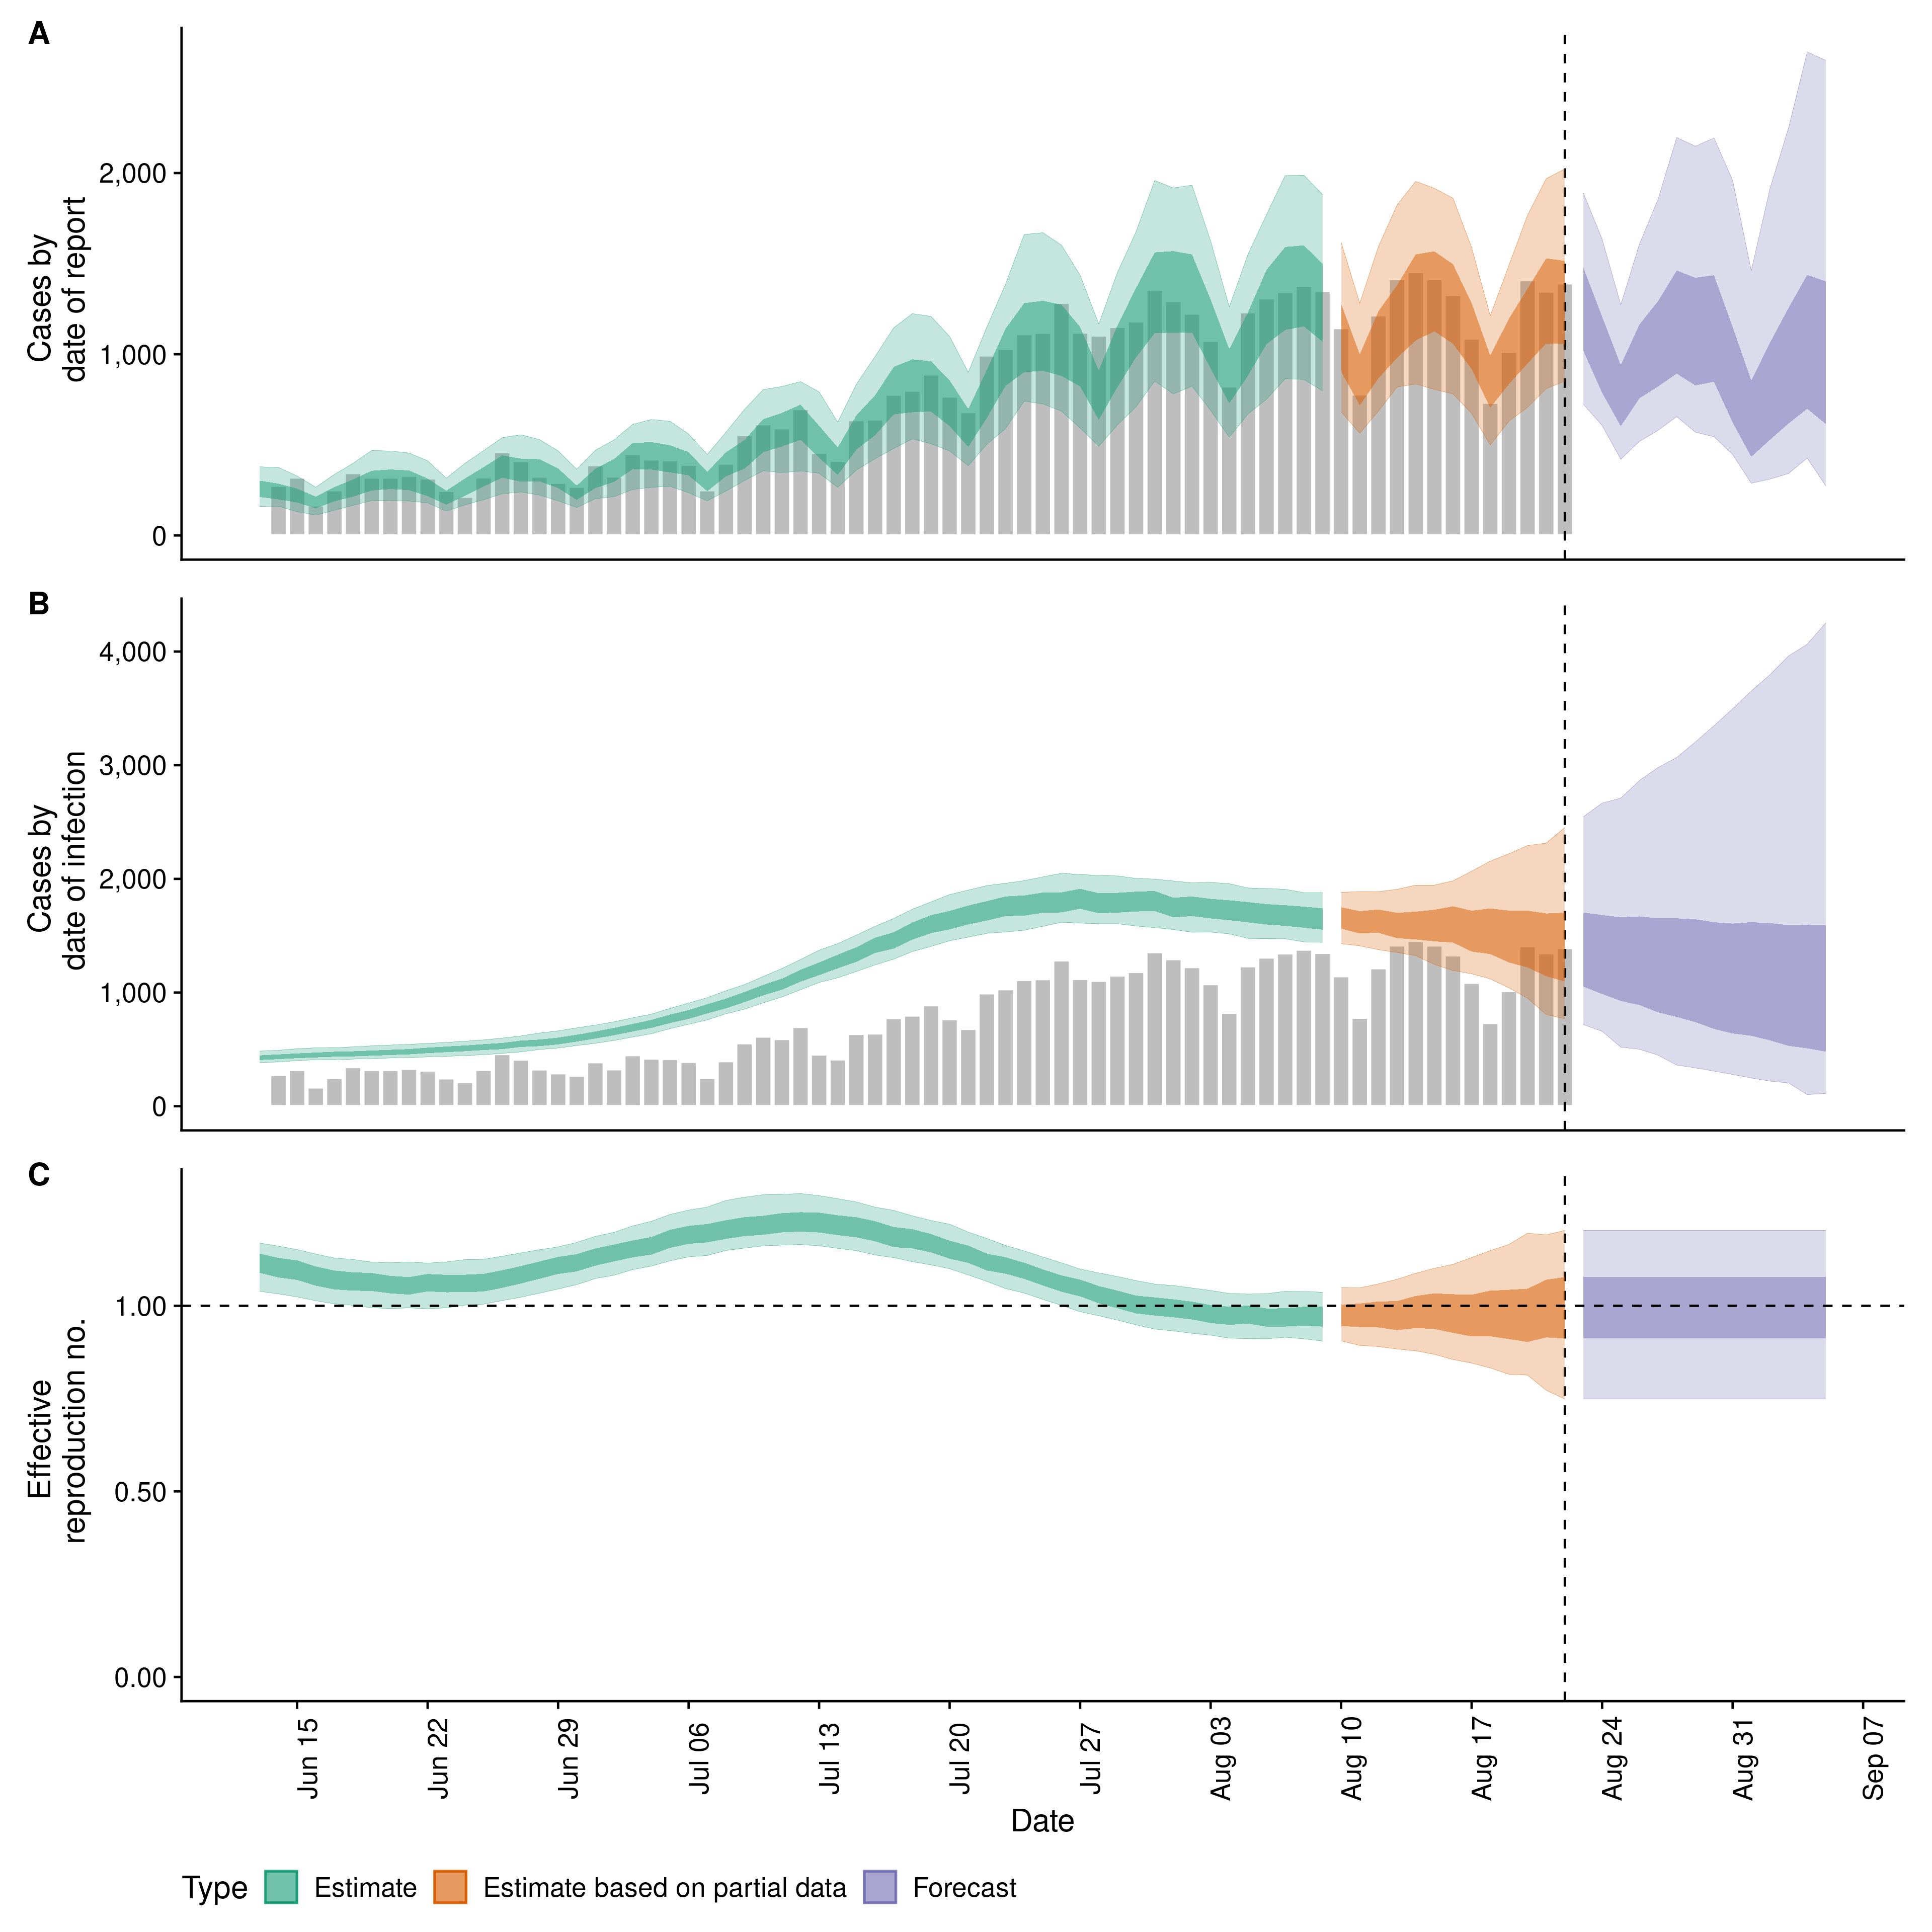 A
Cases by
date of report
2,000
1,000
0
B
Cases by
date of infection
4,000
3,000
2,000
1,000
0
C
Effective
reproduction no.
1.00
0.50
0.00
Jun 15
Jun 22
Jun 29
Jul 06
Jul 13
Jul 20
Jul 27
Aug 03
Aug 10
Aug 17
Aug 24
Aug 31
Sep 07
Date
Type Estimate Estimate based on partial data Forecast